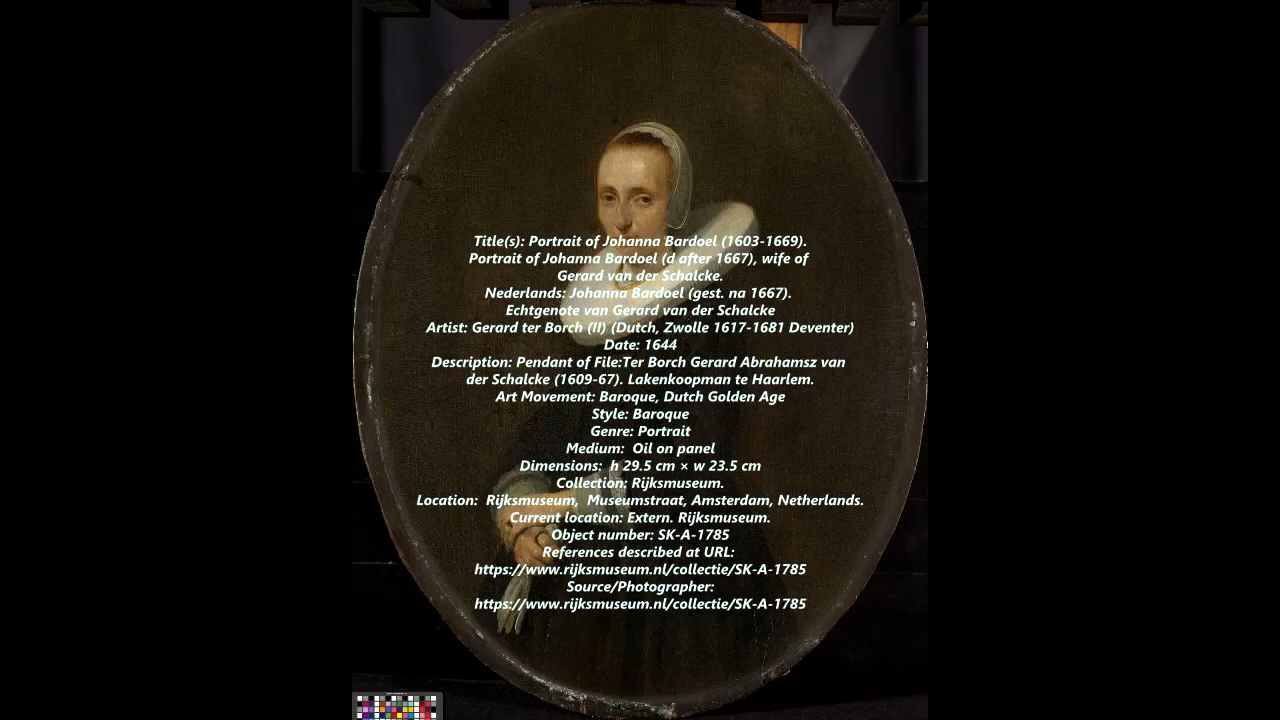 Title(s): Portrait of Johanna Bardoel (1603-1669).
Portrait of Johanna Bardoel (d after 1667), wife of
Gerard van der Schalcke.
Nederlands: Johanna Bardoel (gest. na 1667).
Echtgenote van Gerard van der Schalcke
Artist: Gerard ter Borch (II) (Dutch, Zwolle 1617-1681 Deventer)
Date: 1644
Description: Pendant of File:Ter Borch Gerard Abrahamsz van
der Schalcke (1609-67). Lakenkoopman te Haarlem.
Art Movement: Baroque, Dutch Golden Age
Style: Baroque
Genre: Portrait
Medium: Oil on panel
Dimensions: h 29.5 cm × w 23.5 cm
Collection: Rijksmuseum.
Location: Rijksmuseum, Museumstraat, Amsterdam, Netherlands.
Current location: Extern. Rijksmuseum.
Object number: SK-A-1785
References described at URL:
https://www.rijksmuseum.nl/collectie/SK-A-1785
Source/Photographer:
https://www.rijksmuseum.nl/collectie/SK-A-1785